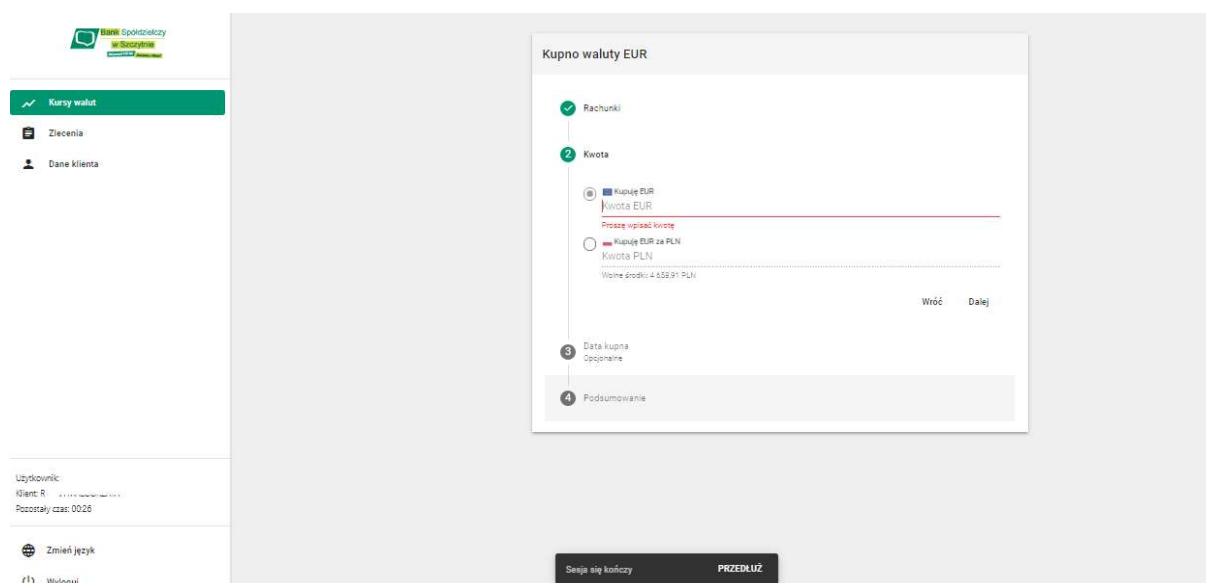 Bank Spółdzielczy
w Szczytnie
Kursy walut
Zlecenia
Dane klienta
Użytkownik:
Klient: R
Pozostały czas: 00:26
Zmień język
Wyloguj
Kupno waluty EUR
Rachunki
2 Kwota
Kupuję EUR
Kwota EUR
Proszę wpisać kwotę
Kupuję EUR za PLN
Kwota PLN
Wolne środki: 4 659,91 PLN
Wróć Dalej
3 Data kupna
Opcjonalne
4 Podsumowanie
Sesja się kończy PRZEDŁUŻ